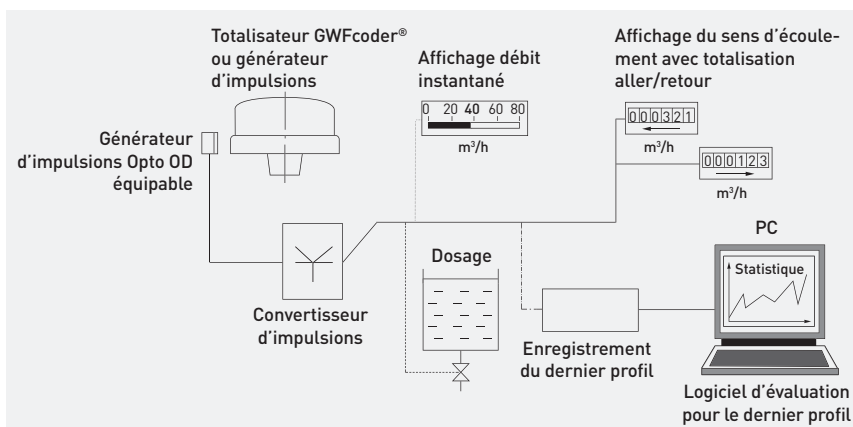 Totalisateur GWFcoder®
ou générateur
d'impulsions
Affichage débit
instantané
0 20 40 60 80
m³/h
Affichage du sens d'écoule-
ment avec totalisation
aller/retour
000321
m³/h
000123
m³/h
Générateur
d'impulsions Opto OD
équipable
Convertisseur
d'impulsions
Dosage
Enregistrement
du dernier profil
PC
Statistique
Logiciel d'évaluation
pour le dernier profil